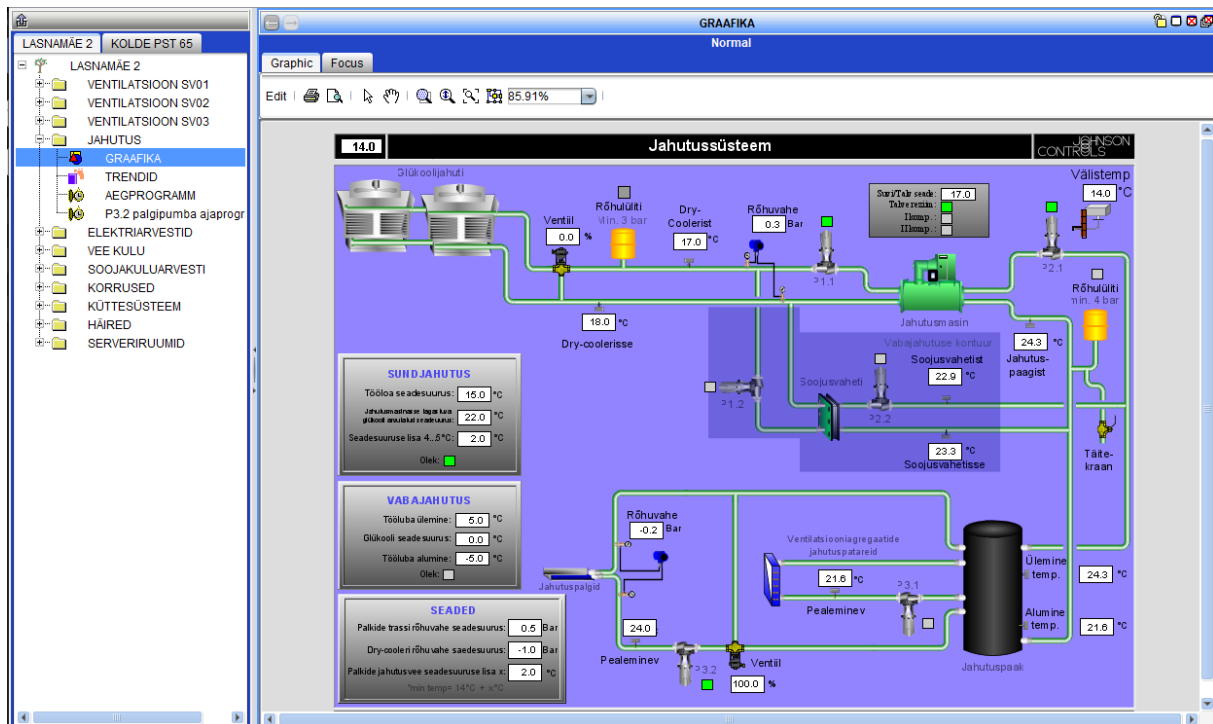 GRAAFIKA
Normal
LASNAMÄE 2
KOLDE PST 65
LASNAMÄE 2
VENTILATSIOON SV01
VENTILATSIOON SV02
VENTILATSIOON SV03
JAHUTUS
GRAAFIKA
TRENDID
AEGPROGRAMM
P3.2 palgipumba ajaprogr
ELEKTRIARVESTID
VEE KULU
SOOJAKULUARVESTI
KORRUSED
KÜTTESÜSTEEM
HÄIRED
SERVERIRUUMID
Graphic
Focus
Edit
85.91%
14.0
Jahutussüsteem
JOHNSON
CONTROLS
Glükoolijahuti
Ventiil
0.0 %
Rõhulüliti
Min. 3 bar
Dry-
Coolerist
17.0 °C
Rõhuvahe
0.3 Bar
P1.1
Suvi/Talv seade: 17.0
Talve reziim:
I komp.:
II komp.:
Välistemp
14.0 °C
P2.1
Rõhulüliti
min. 4 bar
18.0 °C
Dry-coolerisse
Jahutusmasin
24.3 °C
Jahutus-
paagist
Vabajahutuse kontuur
Soojusvahetist
22.9 °C
Soojusvaheti
P1.2
P2.2
23.3 °C
Soojusvahetisse
Täite-
kraan
SUNDJAHUTUS
Tööloa seadesuurus: 15.0 °C
Jahutusmasinasse tagastuva
glükooli arvutatud seadesuurus: 22.0 °C
Seadesuuruse lisa 4...5°C: 2.0 °C
Olek:
VABAJAHUTUS
Tööluba ülemine: 5.0 °C
Glükooli seadesuurus: 0.0 °C
Tööluba alumine: -5.0 °C
Olek:
SEADED
Palkide trassi rõhuvahe seadesuurus: 0.5 Bar
Dry-cooleri rõhuvahe saedesuurus: -1.0 Bar
Palkide jahutusvee seadesuuruse lisa x: 2.0 °C
*min temp= 14°C + x°C
Rõhuvahe
-0.2 Bar
Jahutuspalgid
24.0
Pealeminev
P3.2
Ventiil
100.0 %
Ventilatsiooniagregaatide
jahutuspatareid
21.6 °C
Pealeminev
P3.1
Jahutuspaak
Ülemine
temp.
24.3 °C
Alumine
temp.
21.6 °C